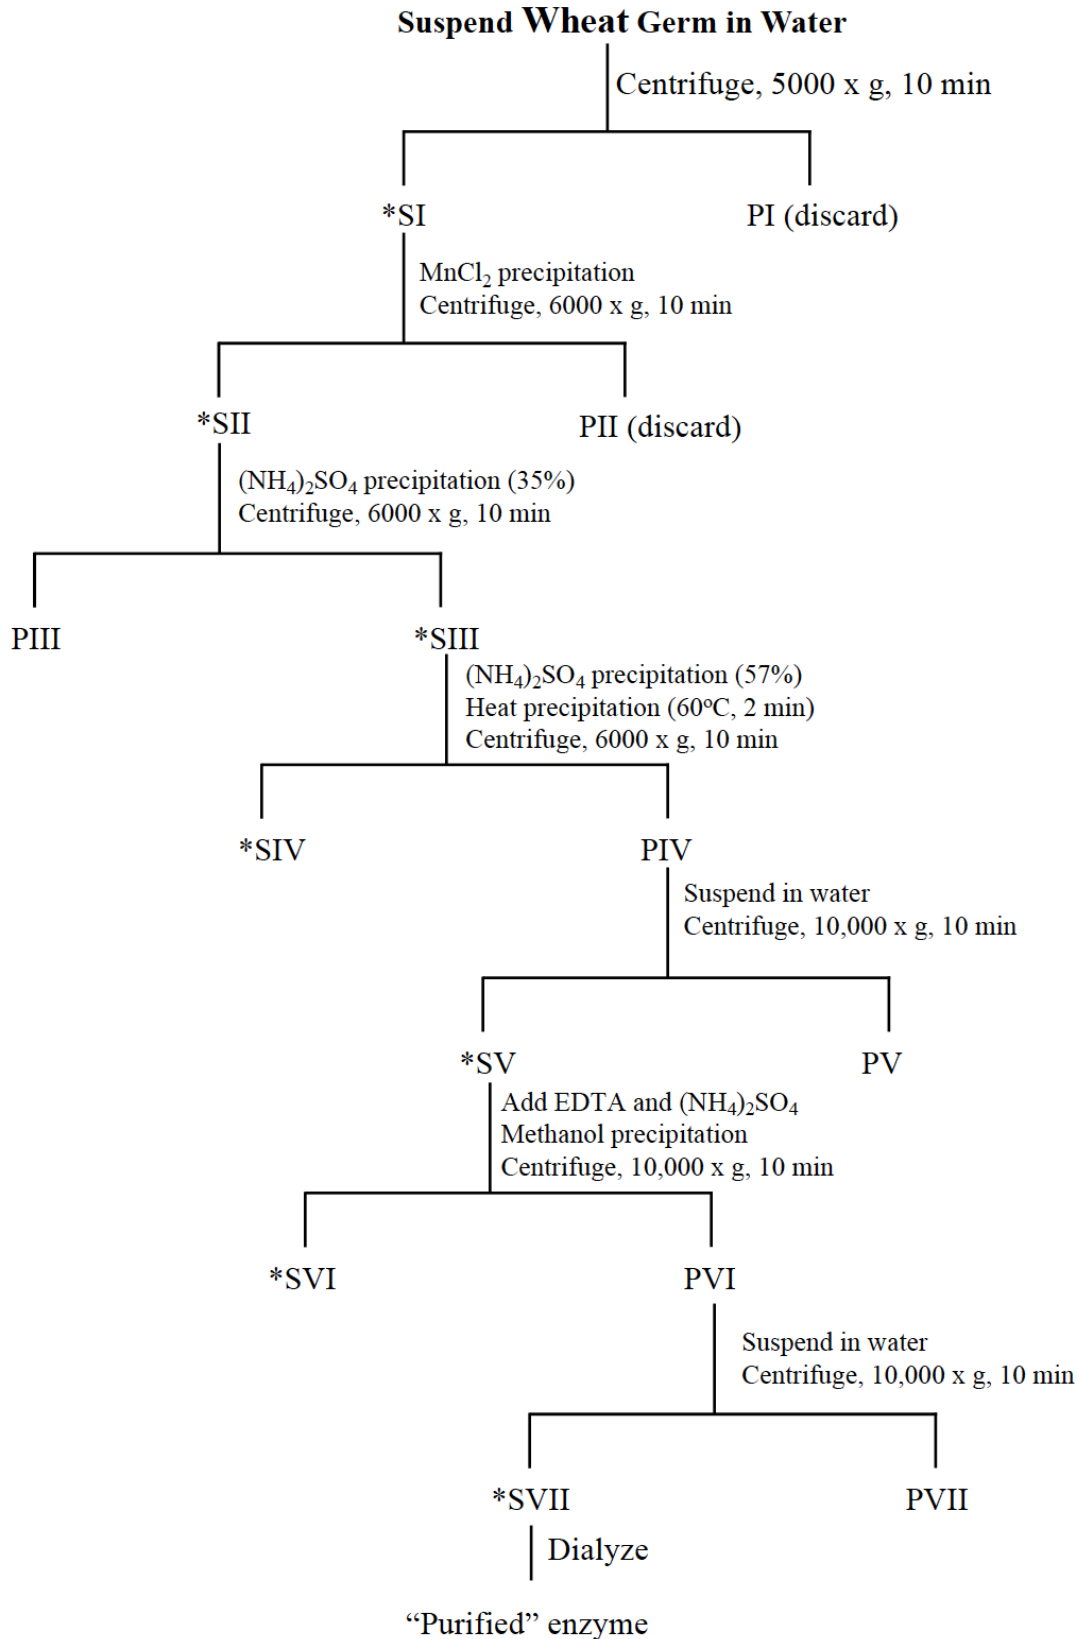 Suspend Wheat Germ in Water
Centrifuge, 5000 x g, 10 min
*SI
PI (discard)
MnCl₂ precipitation
Centrifuge, 6000 x g, 10 min
*SII
PII (discard)
(NH₄)₂SO₄ precipitation (35%)
Centrifuge, 6000 x g, 10 min
PIII
*SIII
(NH₄)₂SO₄ precipitation (57%)
Heat precipitation (60ºC, 2 min)
Centrifuge, 6000 x g, 10 min
*SIV
PIV
Suspend in water
Centrifuge, 10,000 x g, 10 min
*SV
PV
Add EDTA and (NH₄)₂SO₄
Methanol precipitation
Centrifuge, 10,000 x g, 10 min
*SVI
PVI
Suspend in water
Centrifuge, 10,000 x g, 10 min
*SVII
PVII
Dialyze
“Purified” enzyme